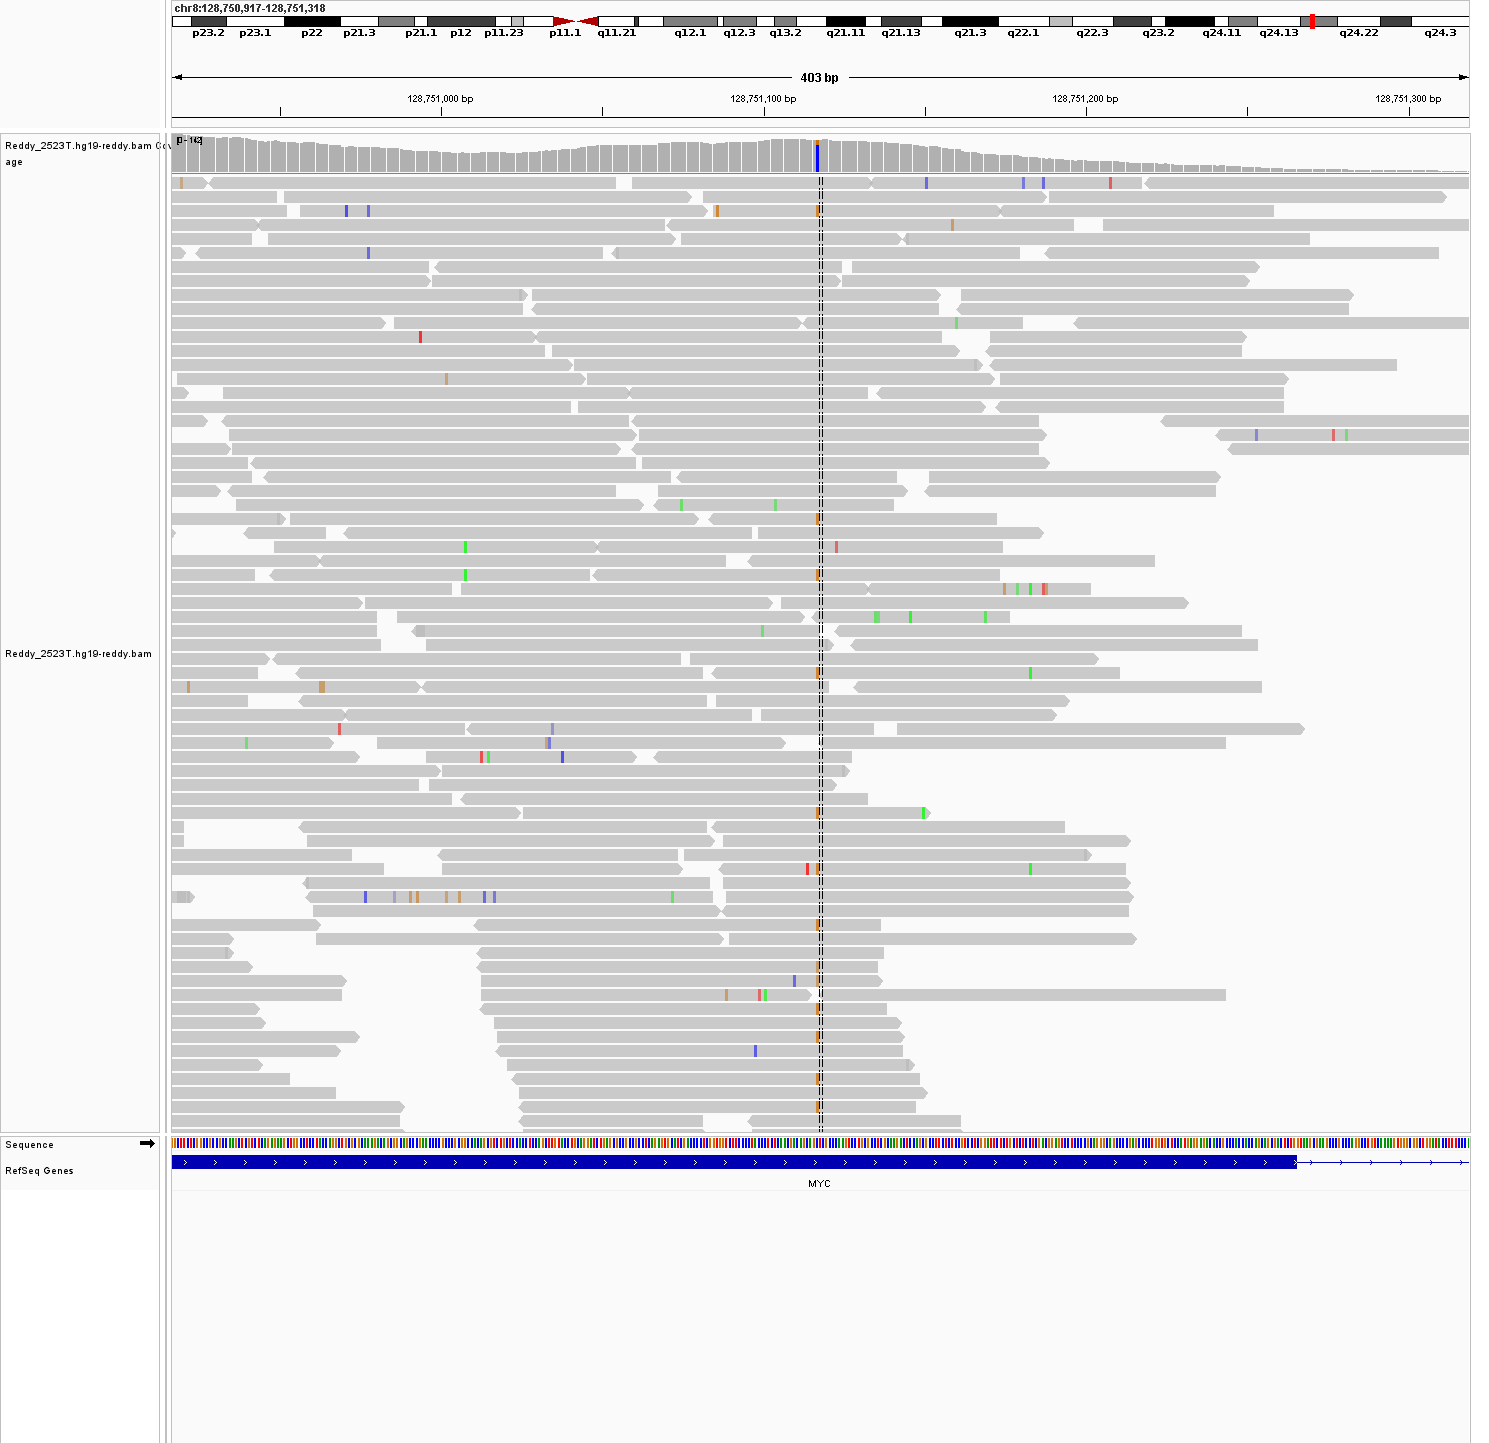 chr8:128,750,917-128,751,318
p23.2 p23.1 p22 p21.3 p21.1 p12 p11.23 p11.1 q11.21 q12.1 q12.3 q13.2 q21.11 q21.13 q21.3 q22.1 q22.3 q23.2 q24.11 q24.13 q24.22 q24.3
403 bp
128,751,000 bp 128,751,100 bp 128,751,200 bp 128,751,300 bp
[0 - 142]
Reddy_2523T.hg19-reddy.bam Cov
age
Reddy_2523T.hg19-reddy.bam
Sequence
RefSeq Genes
MYC